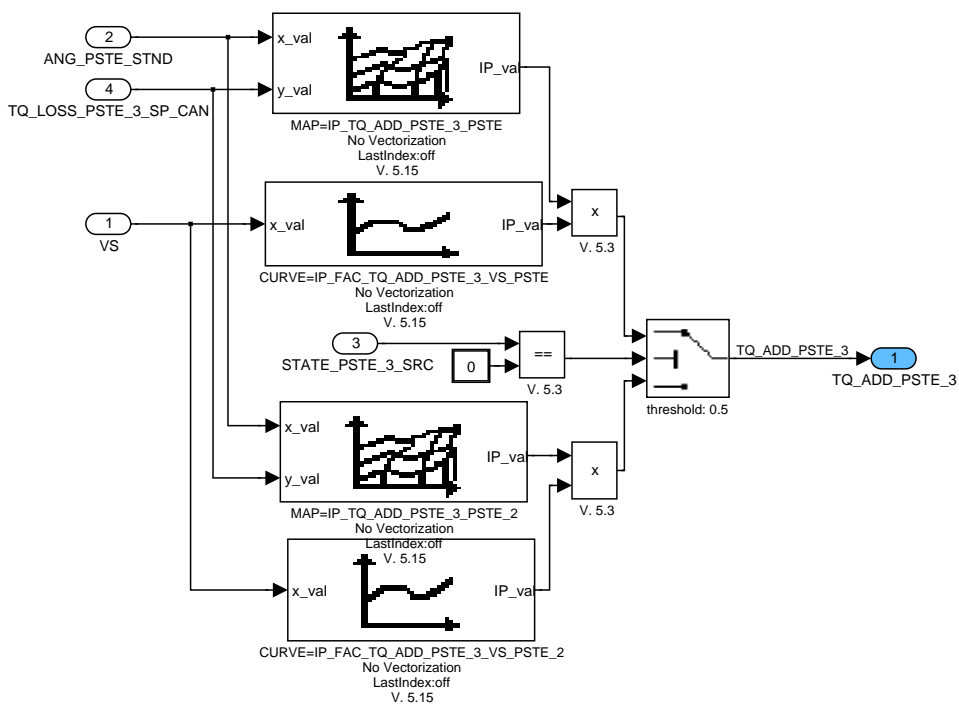 2
ANG_PSTE_STND
4
TQ_LOSS_PSTE_3_SP_CAN
x_val
y_val
IP_val
MAP=IP_TQ_ADD_PSTE_3_PSTE
No Vectorization
LastIndex:off
V. 5.15
1
VS
x_val
IP_val
CURVE=IP_FAC_TQ_ADD_PSTE_3_VS_PSTE
No Vectorization
LastIndex:off
V. 5.15
x
V. 5.3
3
STATE_PSTE_3_SRC
0
==
V. 5.3
threshold: 0.5
TQ_ADD_PSTE_3
1
TQ_ADD_PSTE_3
x_val
y_val
IP_val
MAP=IP_TQ_ADD_PSTE_3_PSTE_2
No Vectorization
LastIndex:off
V. 5.15
x
V. 5.3
x_val
IP_val
CURVE=IP_FAC_TQ_ADD_PSTE_3_VS_PSTE_2
No Vectorization
LastIndex:off
V. 5.15